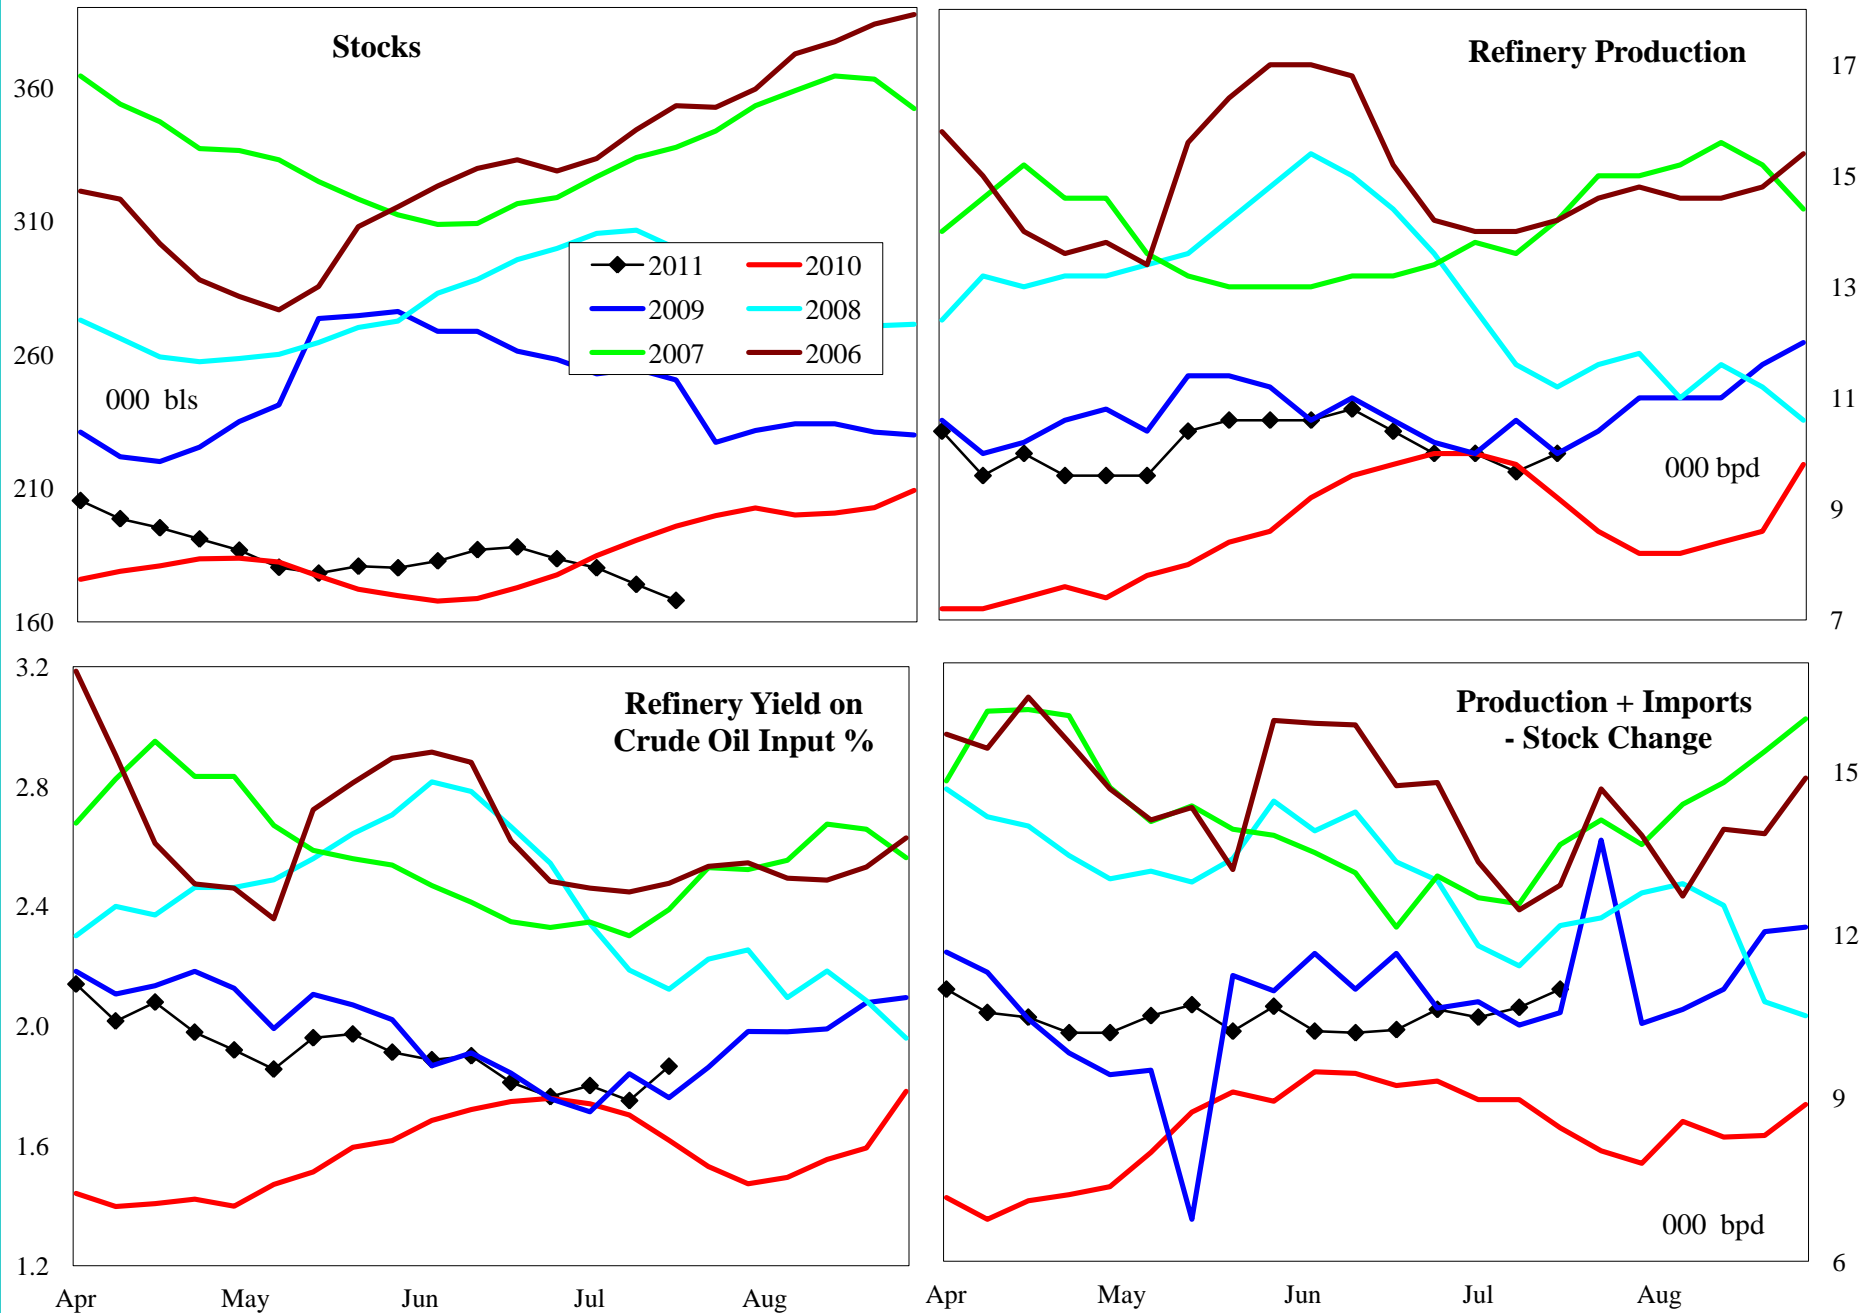 Stocks
360
310
260
210
160
000 bls
2011
2010
2009
2008
2007
2006
Refinery Production
17
15
13
11
9
7
000 bpd
Refinery Yield on
Crude Oil Input %
3.2
2.8
2.4
2.0
1.6
1.2
Apr
May
Jun
Jul
Aug
Production + Imports
- Stock Change
15
12
9
6
000 bpd
Apr
May
Jun
Jul
Aug